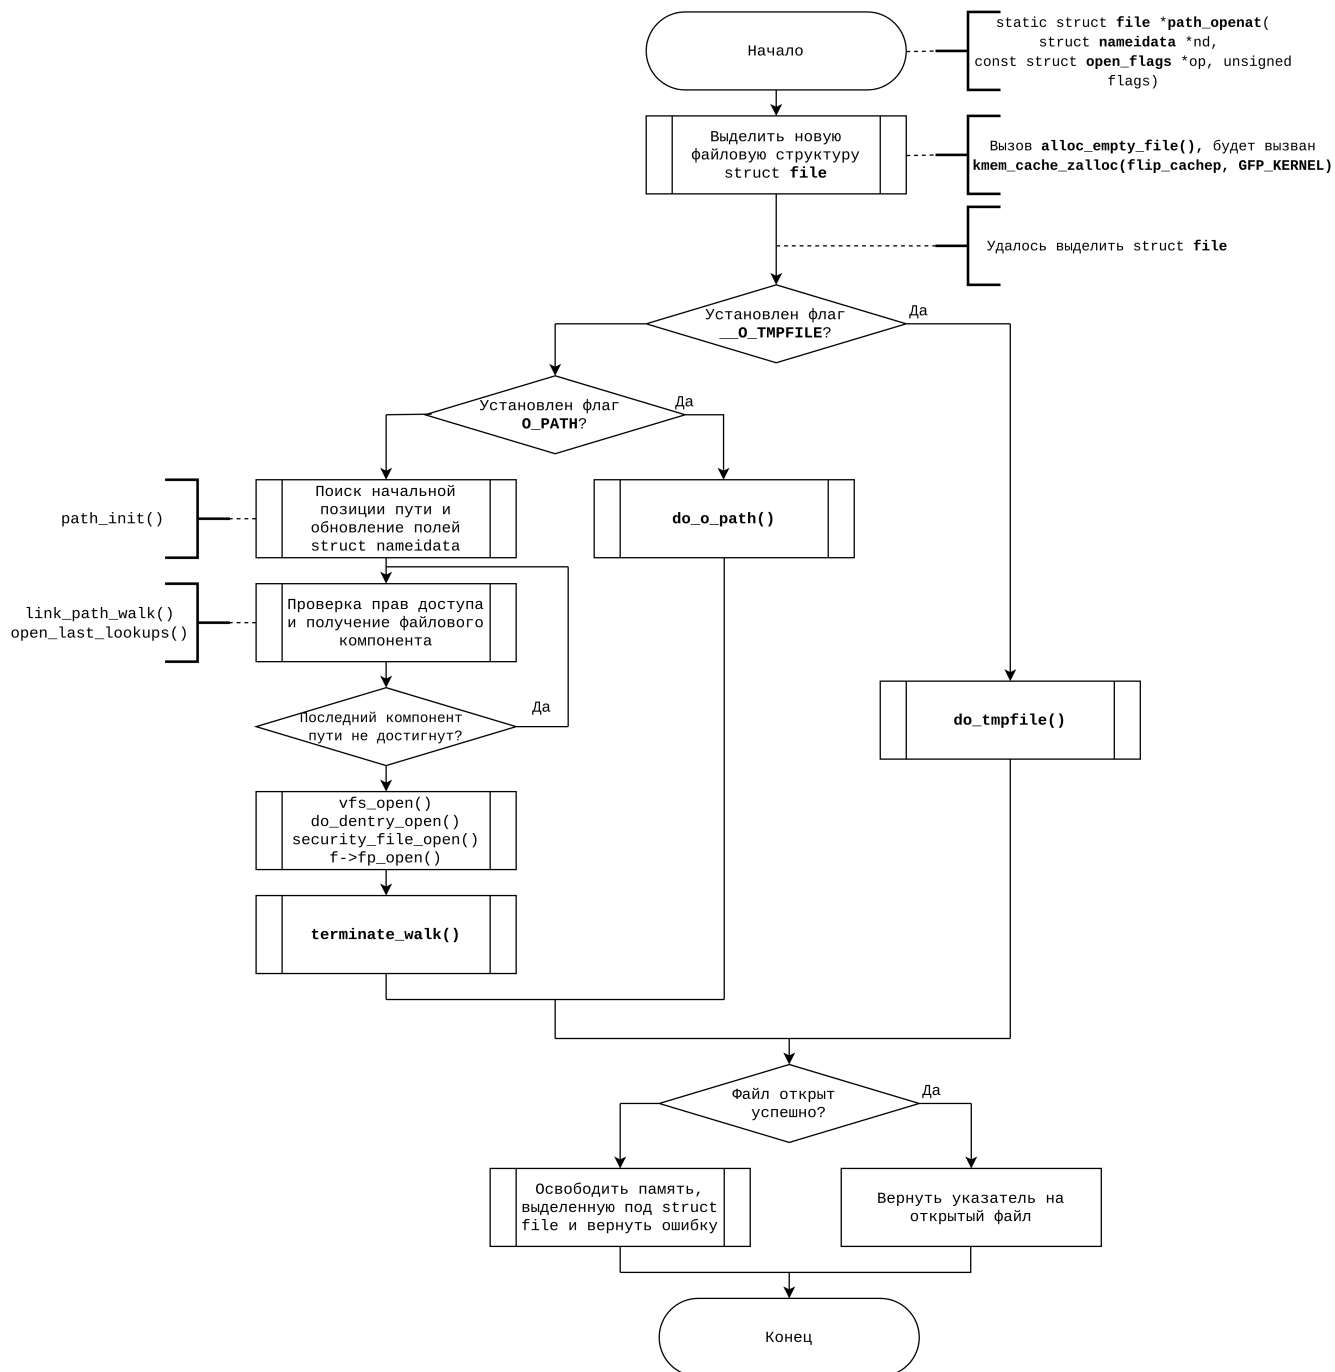 Начало
static struct file *path_openat(
struct nameidata *nd,
const struct open_flags *op, unsigned
flags)
Выделить новую
файловую структуру
struct file
Вызов alloc_empty_file(), будет вызван
kmem_cache_zalloc(flip_cachep, GFP_KERNEL)
Удалось выделить struct file
Установлен флаг
__O_TMPFILE?
Да
Установлен флаг
O_PATH?
Да
path_init()
Поиск начальной
позиции пути и
обновление полей
struct nameidata
do_o_path()
link_path_walk()
open_last_lookups()
Проверка прав доступа
и получение файлового
компонента
Последний компонент
пути не достигнут?
Да
do_tmpfile()
vfs_open()
do_dentry_open()
security_file_open()
f->fp_open()
terminate_walk()
Файл открыт
успешно?
Да
Освободить память,
выделенную под struct
file и вернуть ошибку
Вернуть указатель на
открытый файл
Конец